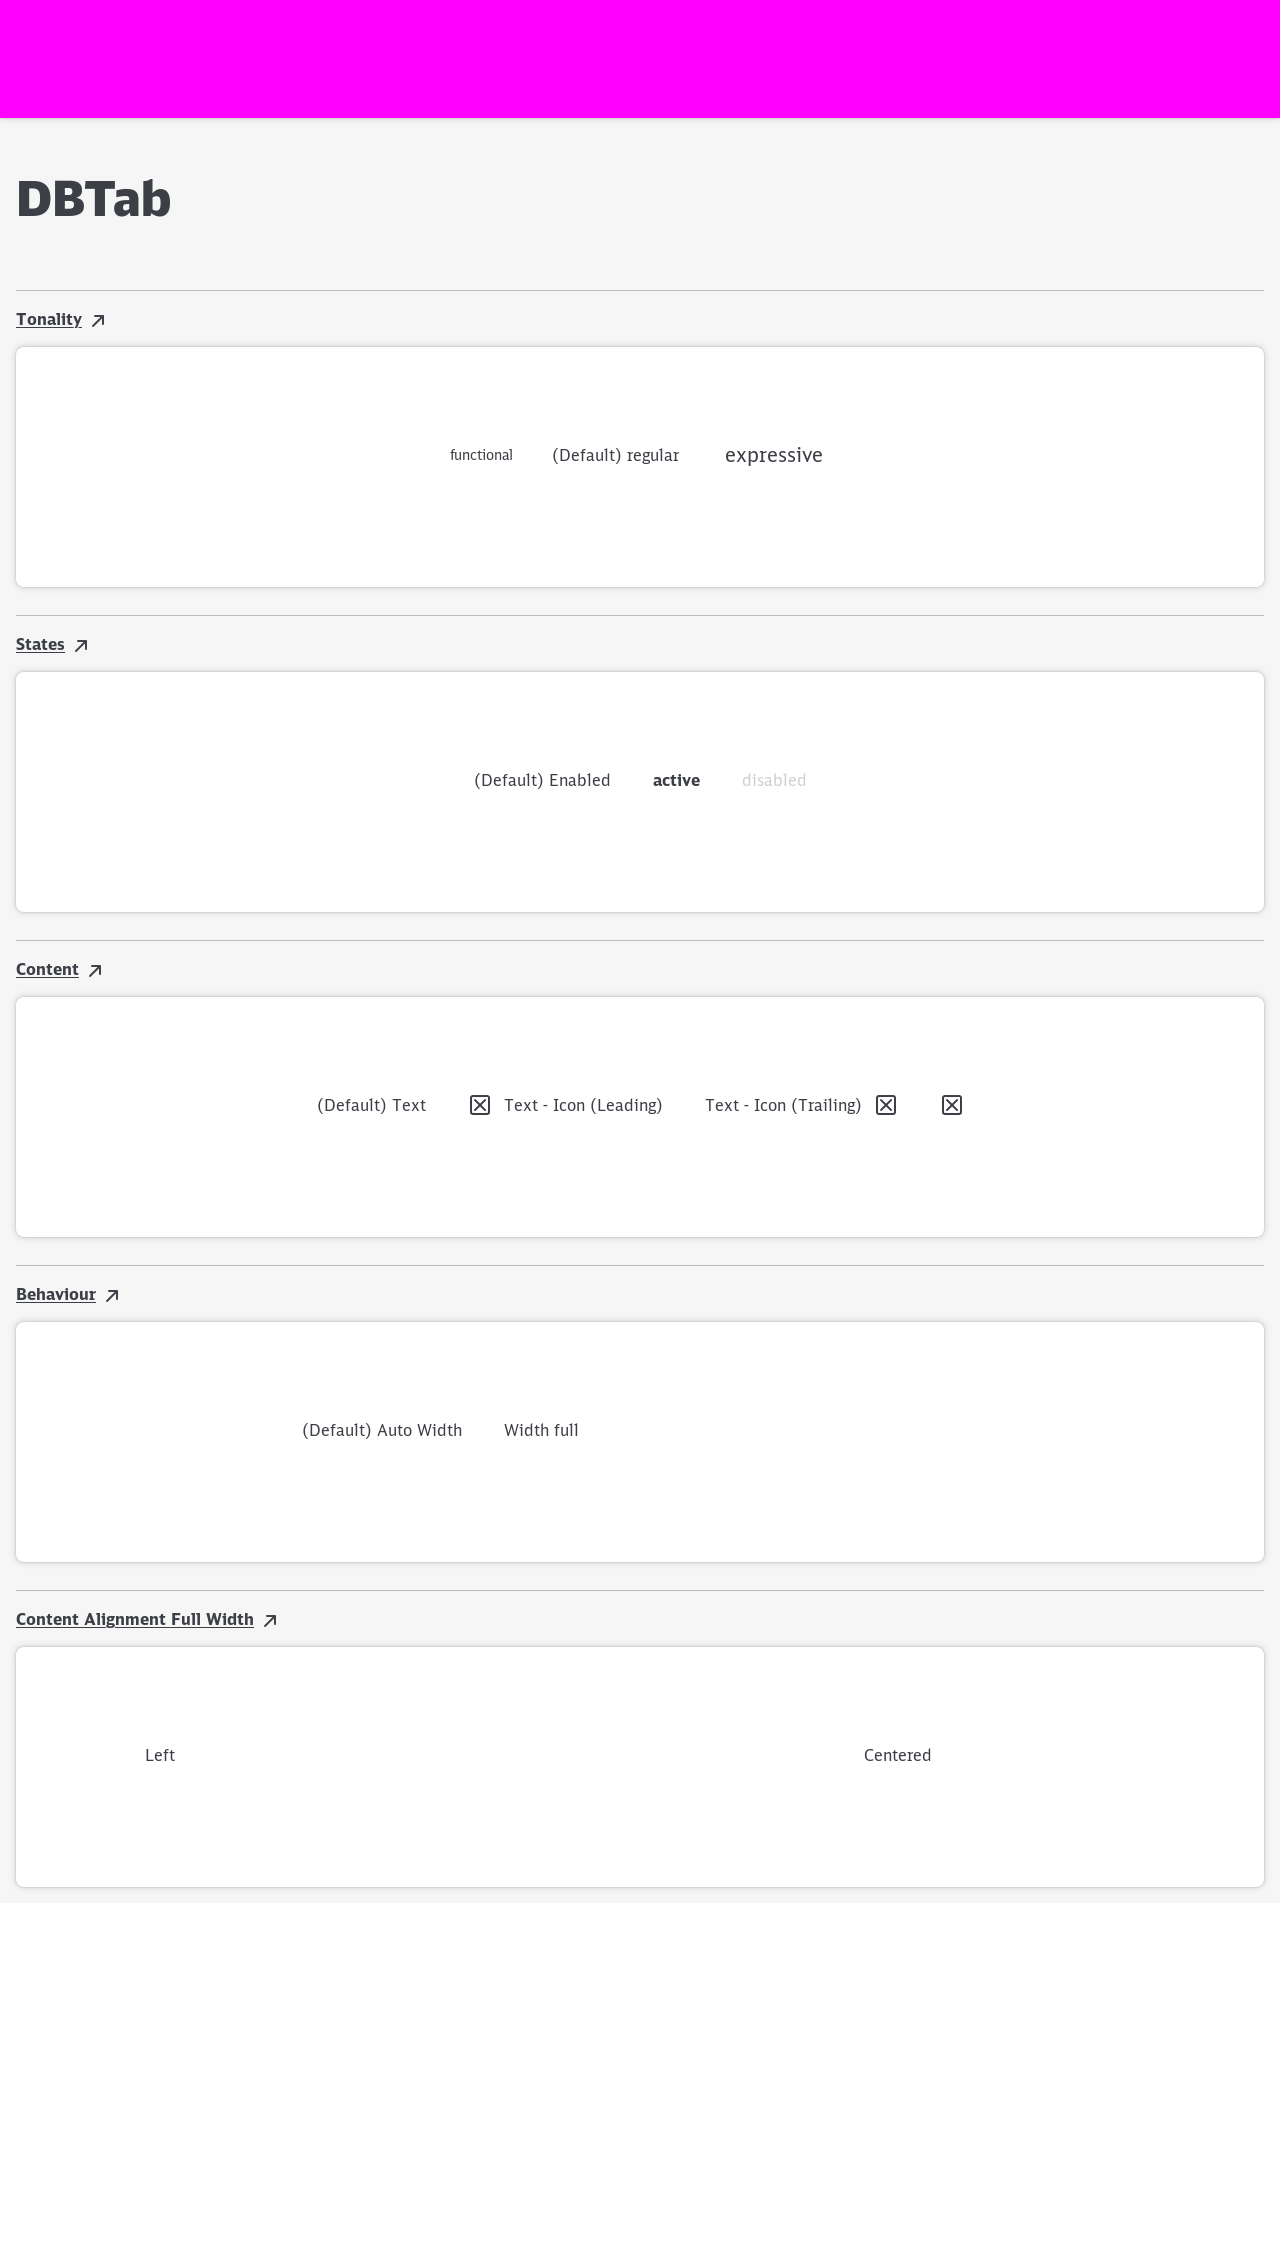 DBTab
Tonality
functional (Default) regular expressive
States
(Default) Enabled active disabled
Content
(Default) Text Text - Icon (Leading) Text - Icon (Trailing)
Behaviour
(Default) Auto Width Width full
Content Alignment Full Width
Left Centered